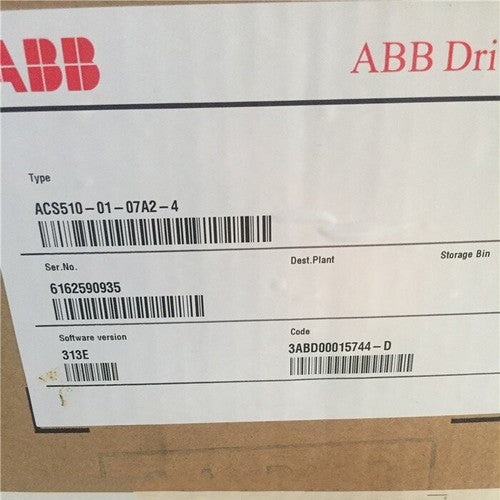 ABB
ABB Dri
Type
ACS510-01-07A2-4
Ser.No.
Dest.Plant
Storage Bin
6162590935
Software version
Code
313E
3ABD00015744-D